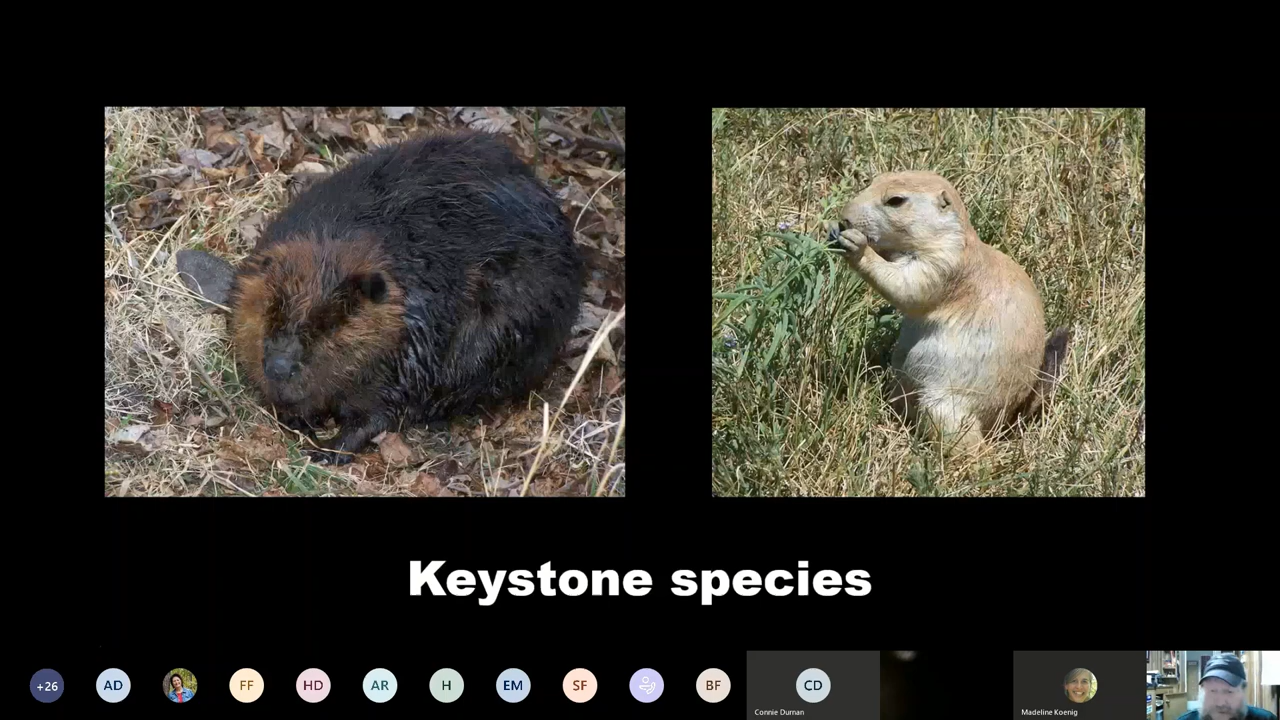 Keystone species
+26
AD
FF
HD
AR
H
EM
SF
BF
CD
Connie Durnan
Madeline Koenig